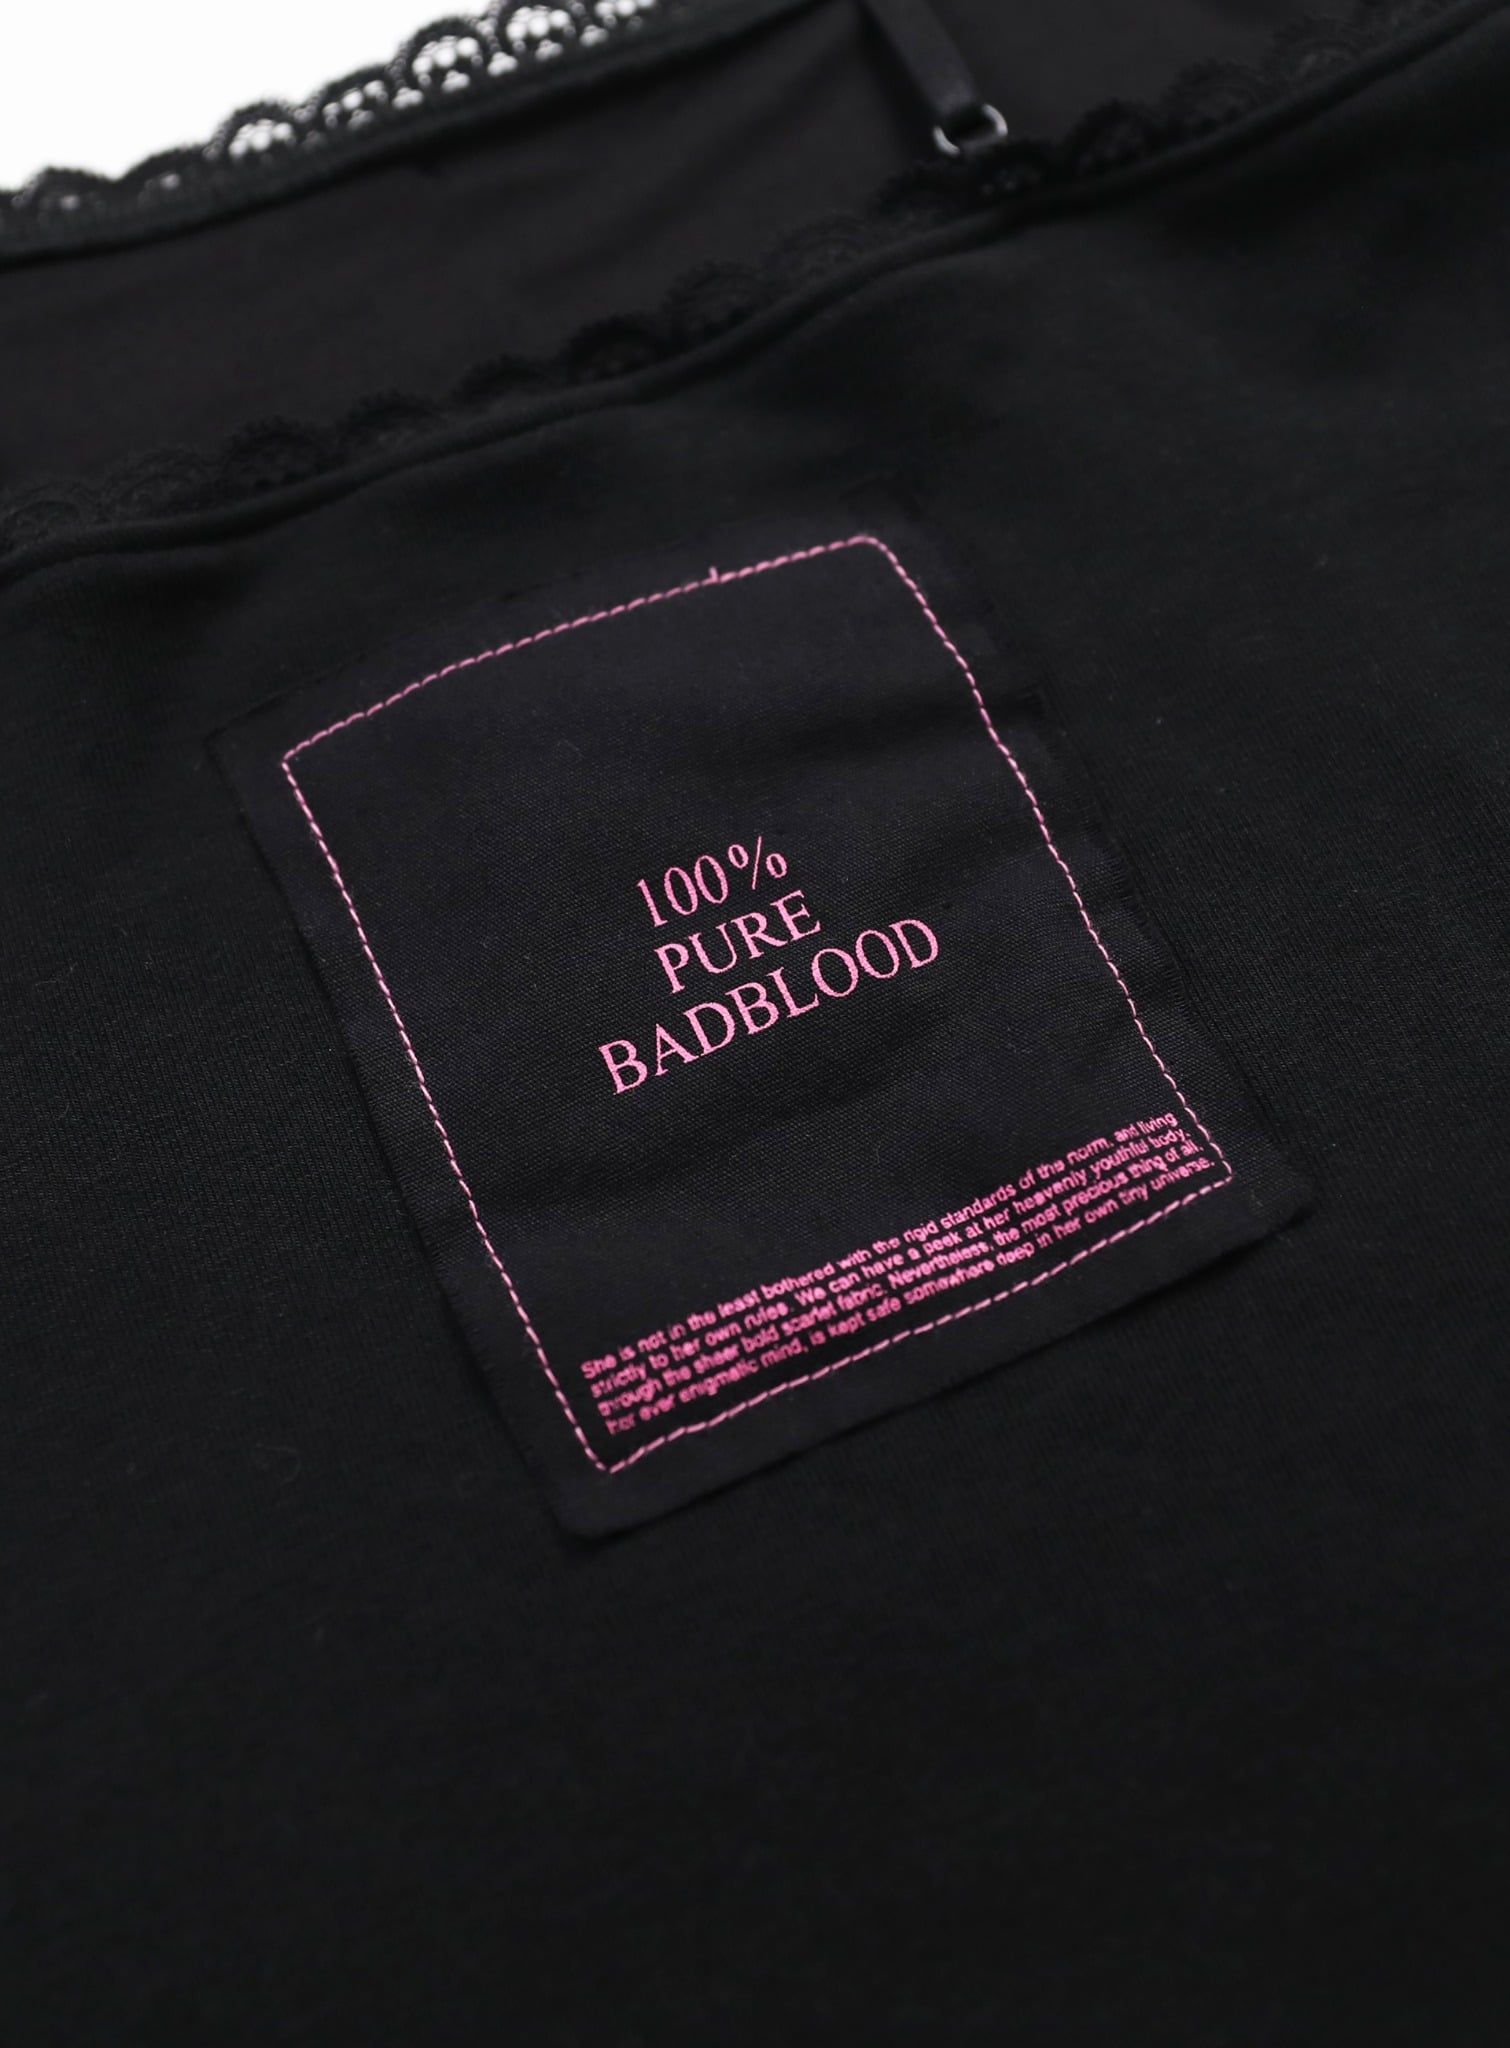 100%
PURE
BADBLOOD
She is not in the least bothered with the rigid standards of the norm, and living
strictly to her own rules. We can have a peek at her heavenly youthful body,
through the sheer bold scarlet fabric. Nevertheless, the most precious thing of all,
her ever enigmatic mind, is kept safe somewhere deep in her own tiny universe.